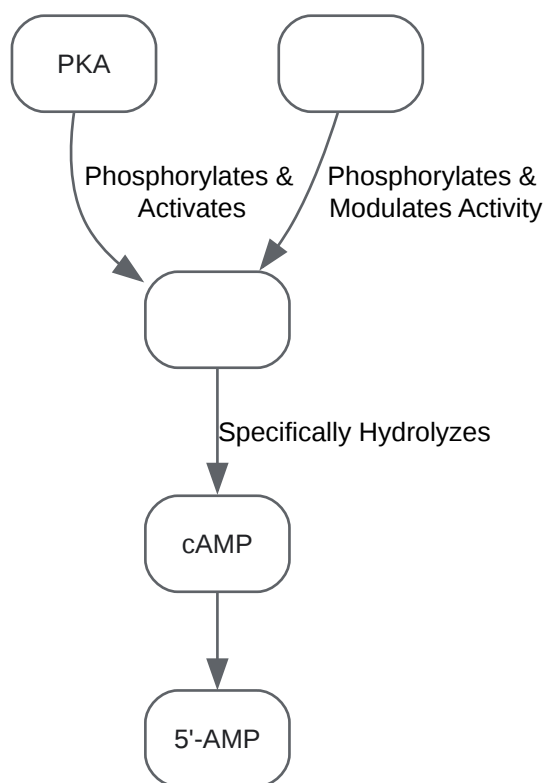 PKA
Phosphorylates &
Activates
Phosphorylates &
Modulates Activity
Specifically Hydrolyzes
cAMP
5'-AMP